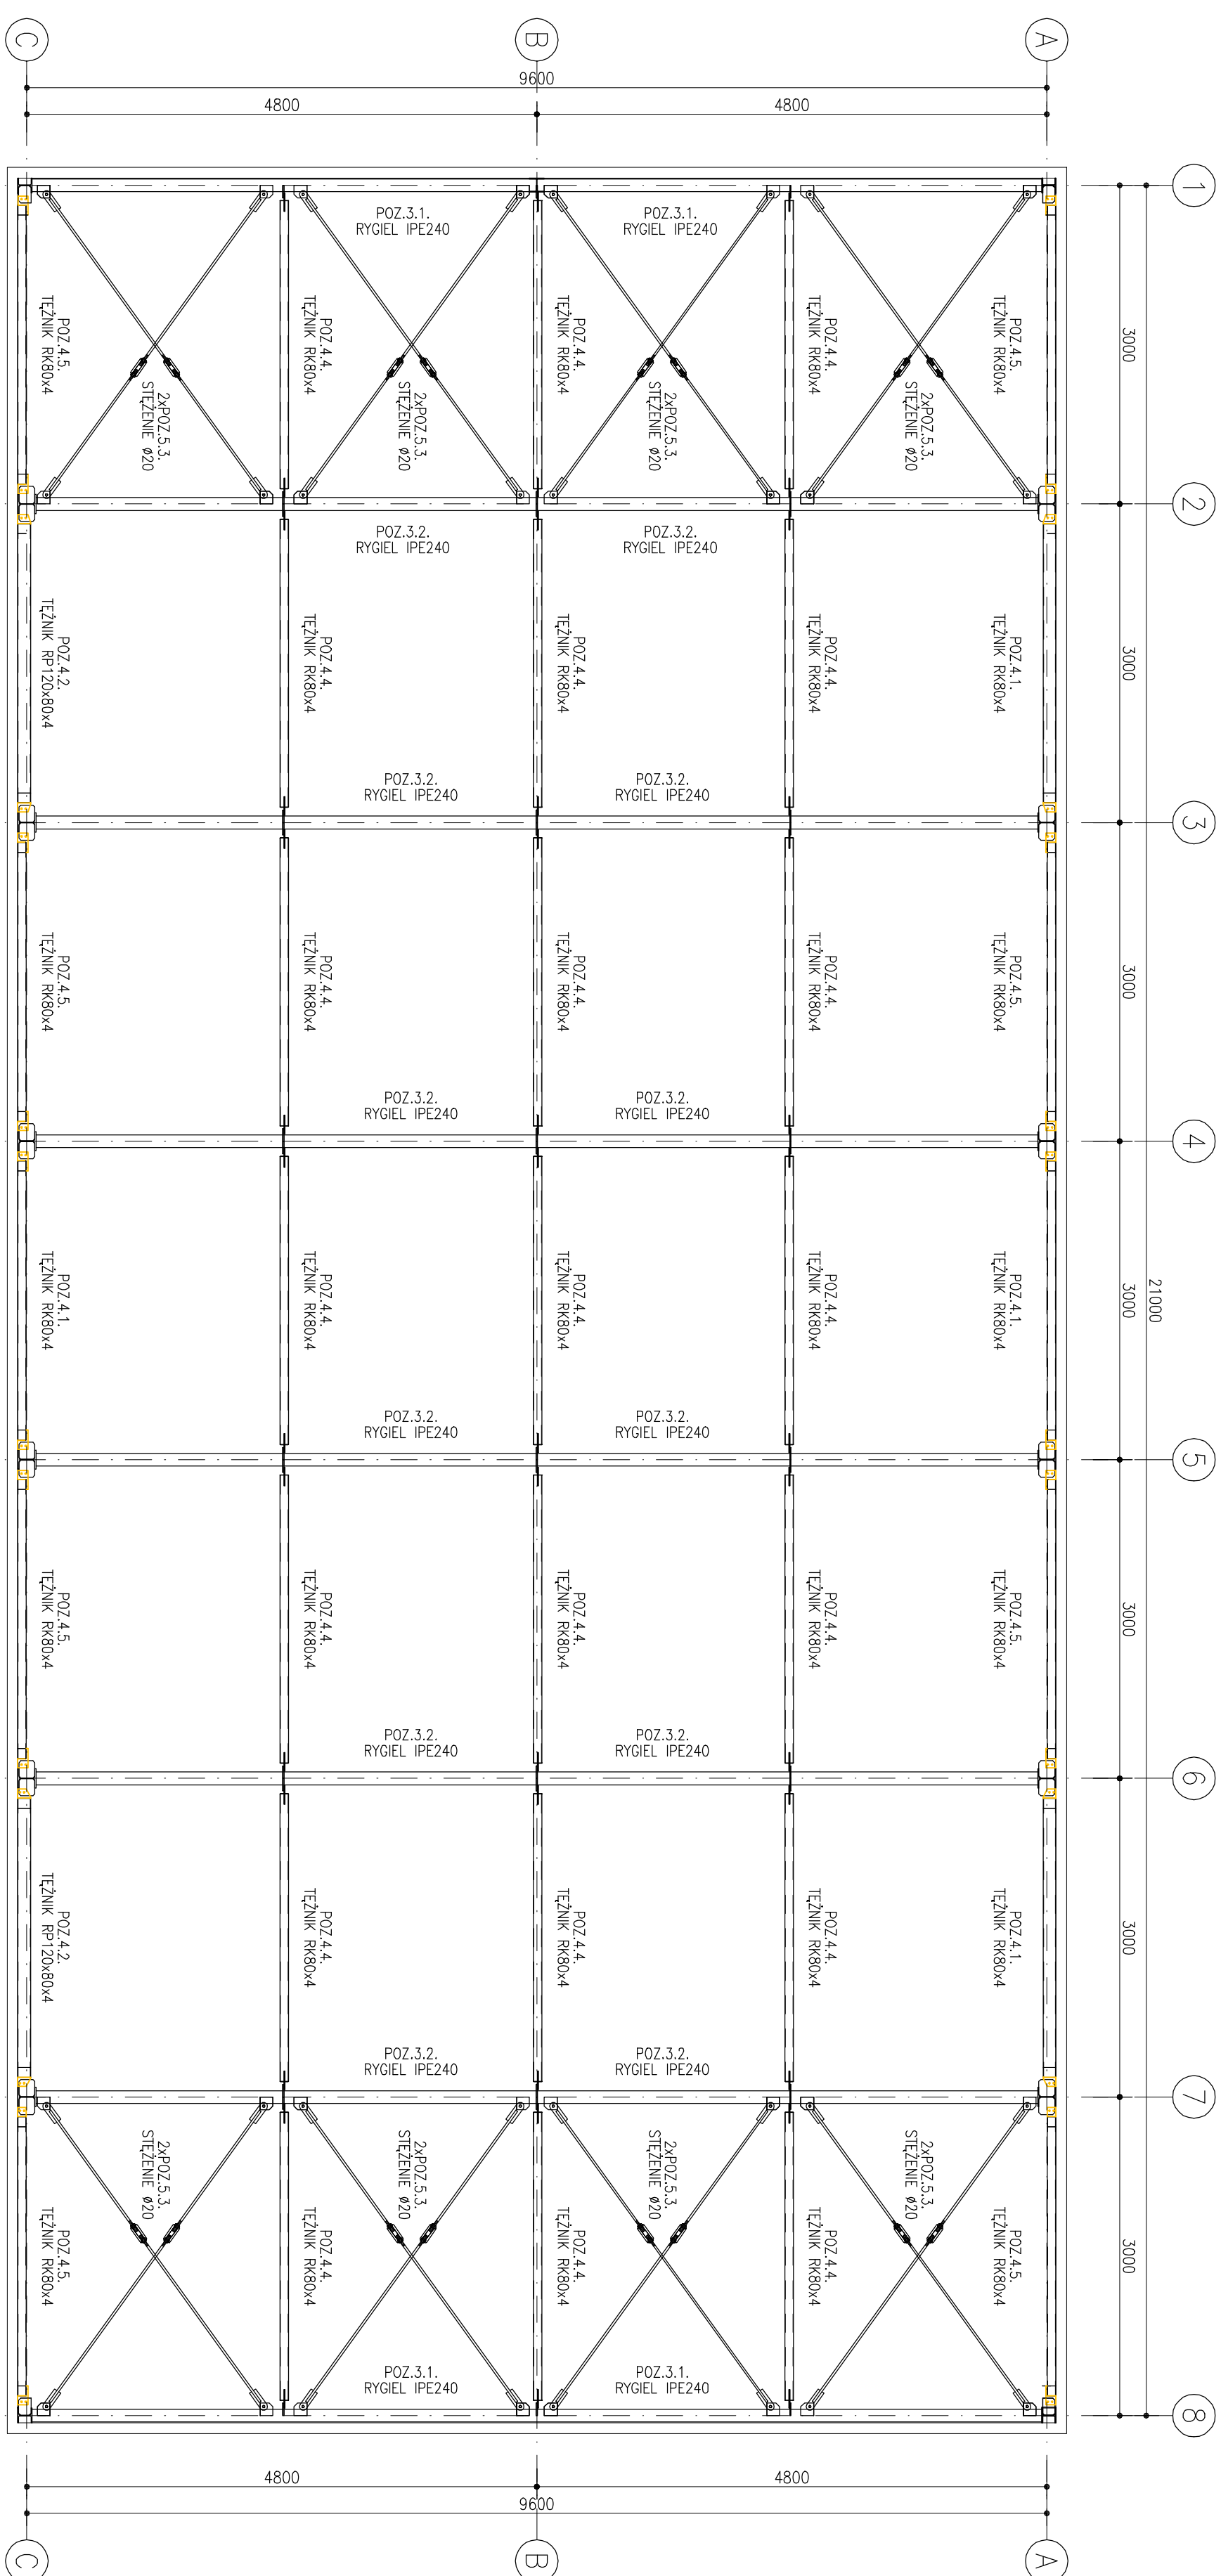 C
B
A
9600
4800
4800
1
POZ.3.1.
RYGIEL IPE240
POZ.3.1.
RYGIEL IPE240
POZ.4.5.
TĘŻNIK RK80x4
POZ.4.4.
TĘŻNIK RK80x4
POZ.4.4.
TĘŻNIK RK80x4
POZ.4.4.
TĘŻNIK RK80x4
POZ.4.5.
TĘŻNIK RK80x4
3000
2xPOZ.5.3.
STĘŻENIE Ø20
2xPOZ.5.3.
STĘŻENIE Ø20
2xPOZ.5.3.
STĘŻENIE Ø20
2xPOZ.5.3.
STĘŻENIE Ø20
2
POZ.3.2.
RYGIEL IPE240
POZ.3.2.
RYGIEL IPE240
POZ.4.2.
TĘŻNIK RP120x80x4
POZ.4.4.
TĘŻNIK RK80x4
POZ.4.4.
TĘŻNIK RK80x4
POZ.4.4.
TĘŻNIK RK80x4
POZ.4.1.
TĘŻNIK RK80x4
3000
POZ.3.2.
RYGIEL IPE240
POZ.3.2.
RYGIEL IPE240
3
POZ.4.5.
TĘŻNIK RK80x4
POZ.4.4.
TĘŻNIK RK80x4
POZ.4.4.
TĘŻNIK RK80x4
POZ.4.4.
TĘŻNIK RK80x4
POZ.4.5.
TĘŻNIK RK80x4
3000
POZ.3.2.
RYGIEL IPE240
POZ.3.2.
RYGIEL IPE240
4
POZ.4.1.
TĘŻNIK RK80x4
POZ.4.4.
TĘŻNIK RK80x4
POZ.4.4.
TĘŻNIK RK80x4
POZ.4.4.
TĘŻNIK RK80x4
POZ.4.1.
TĘŻNIK RK80x4
3000
21000
POZ.3.2.
RYGIEL IPE240
POZ.3.2.
RYGIEL IPE240
5
POZ.4.5.
TĘŻNIK RK80x4
POZ.4.4.
TĘŻNIK RK80x4
POZ.4.4.
TĘŻNIK RK80x4
POZ.4.4.
TĘŻNIK RK80x4
POZ.4.5.
TĘŻNIK RK80x4
3000
POZ.3.2.
RYGIEL IPE240
POZ.3.2.
RYGIEL IPE240
6
POZ.4.2.
TĘŻNIK RP120x80x4
POZ.4.4.
TĘŻNIK RK80x4
POZ.4.4.
TĘŻNIK RK80x4
POZ.4.4.
TĘŻNIK RK80x4
POZ.4.1.
TĘŻNIK RK80x4
3000
POZ.3.2.
RYGIEL IPE240
POZ.3.2.
RYGIEL IPE240
7
2xPOZ.5.3.
STĘŻENIE Ø20
2xPOZ.5.3.
STĘŻENIE Ø20
2xPOZ.5.3.
STĘŻENIE Ø20
2xPOZ.5.3.
STĘŻENIE Ø20
POZ.4.5.
TĘŻNIK RK80x4
POZ.4.4.
TĘŻNIK RK80x4
POZ.4.4.
TĘŻNIK RK80x4
POZ.4.4.
TĘŻNIK RK80x4
POZ.4.5.
TĘŻNIK RK80x4
3000
POZ.3.1.
RYGIEL IPE240
POZ.3.1.
RYGIEL IPE240
8
4800
4800
9600
C
B
A